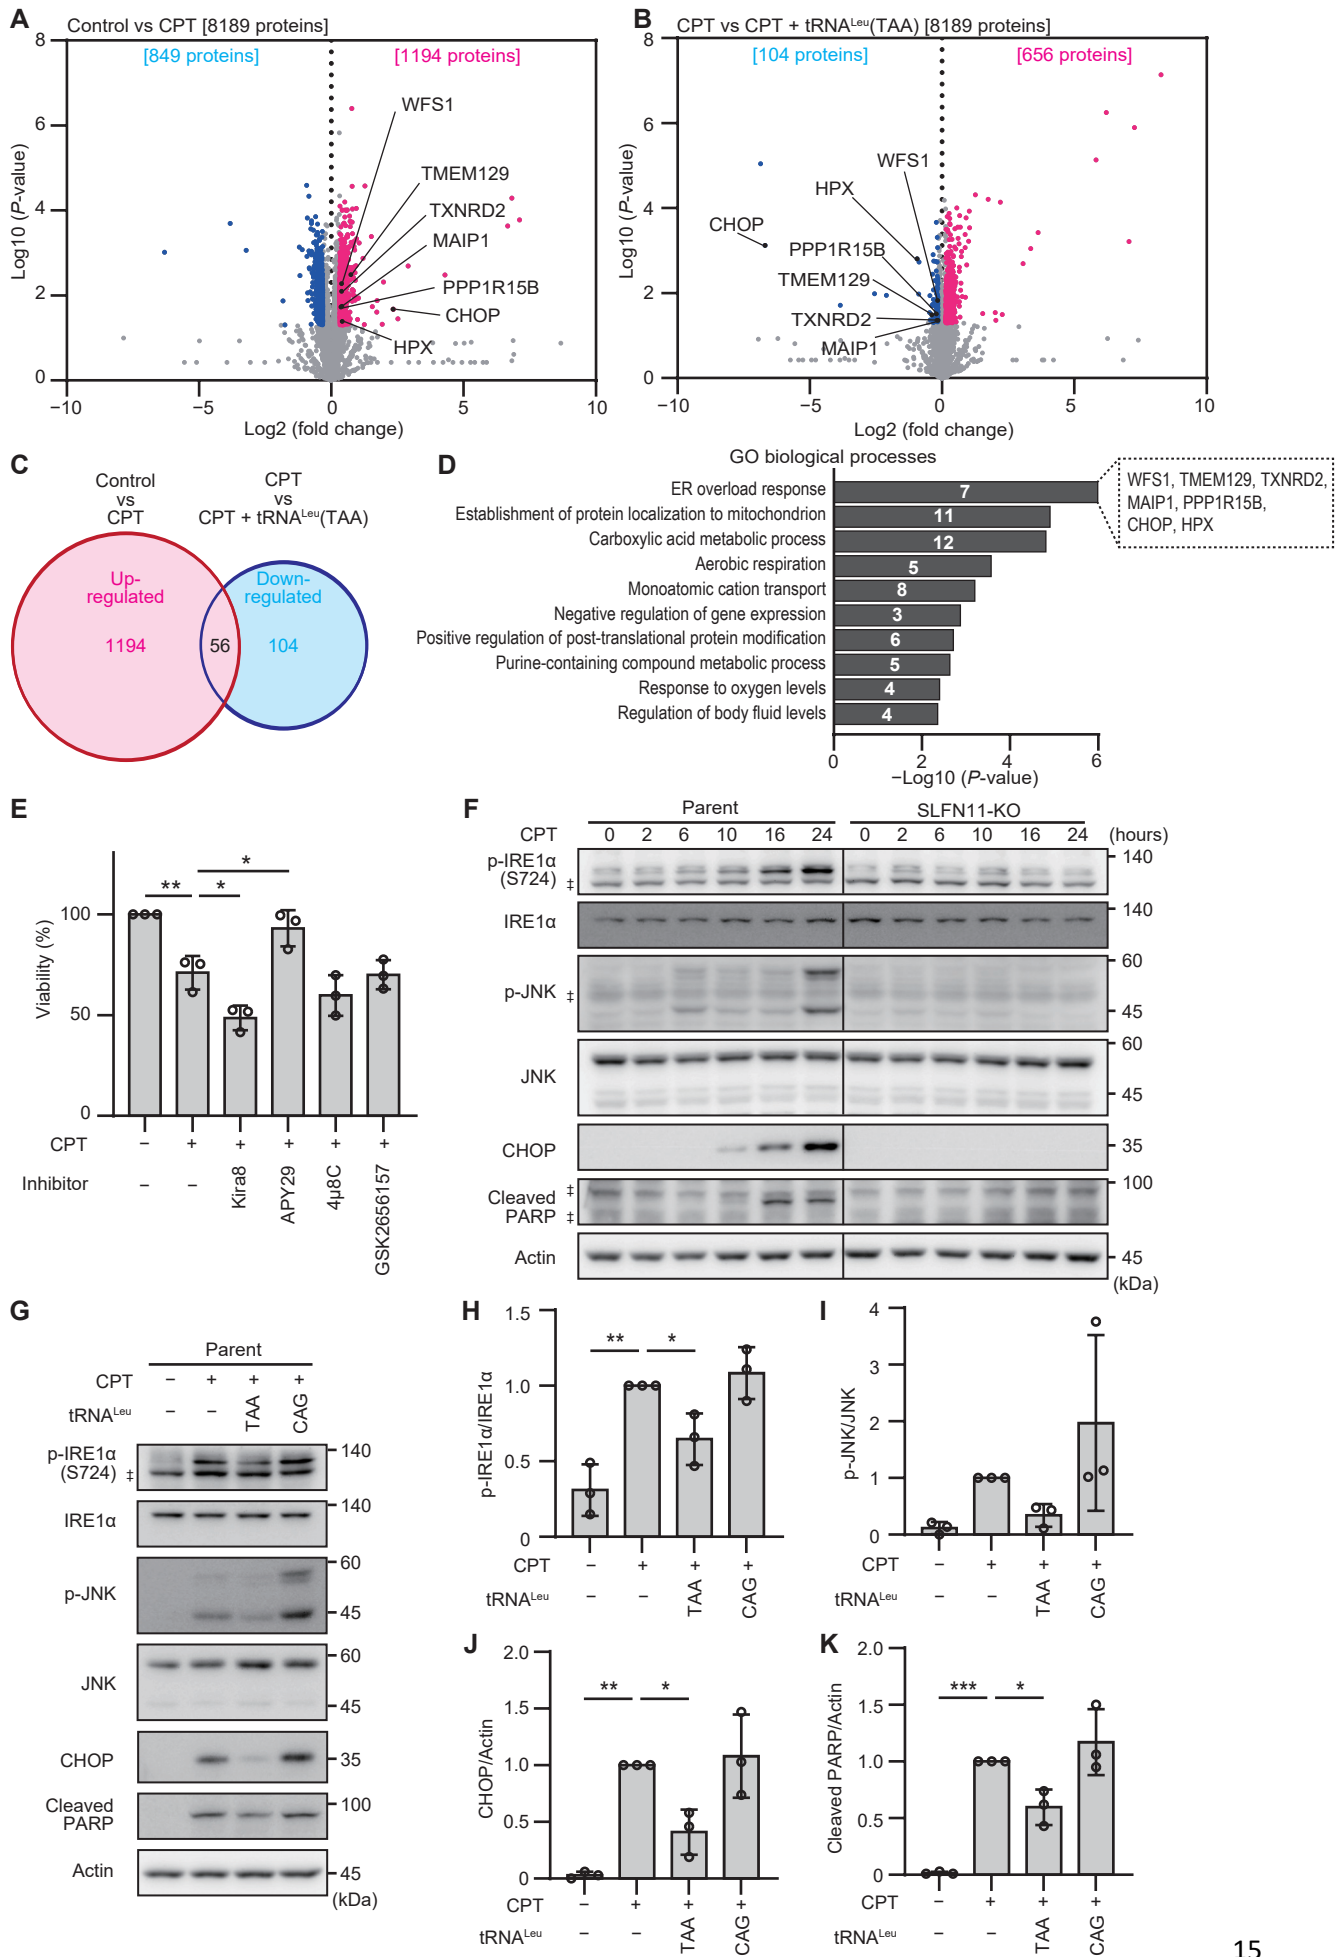 A
Control vs CPT [8189 proteins]
[849 proteins]
[1194 proteins]
WFS1
TMEM129
TXNRD2
MAIP1
PPP1R15B
CHOP
HPX
8
6
4
2
0
Log10 (P-value)
−10
−5
0
5
10
Log2 (fold change)
B
CPT vs CPT + tRNALeu(TAA) [8189 proteins]
[104 proteins]
[656 proteins]
WFS1
HPX
CHOP
PPP1R15B
TMEM129
TXNRD2
MAIP1
8
6
4
2
0
Log10 (P-value)
−10
−5
0
5
10
Log2 (fold change)
C
Control
vs
CPT
CPT
vs
CPT + tRNALeu(TAA)
Up-
regulated
Down-
regulated
1194
56
104
D
GO biological processes
ER overload response
7
Establishment of protein localization to mitochondrion
11
Carboxylic acid metabolic process
12
Aerobic respiration
5
Monoatomic cation transport
8
Negative regulation of gene expression
3
Positive regulation of post-translational protein modification
6
Purine-containing compound metabolic process
5
Response to oxygen levels
4
Regulation of body fluid levels
4
0
2
4
6
−Log10 (P-value)
WFS1, TMEM129, TXNRD2,
MAIP1, PPP1R15B,
CHOP, HPX
E
Viability (%)
100
50
0
**
*
*
CPT − + + + + +
Inhibitor − − Kira8 APY29 4µ8C GSK2656157
F
Parent
SLFN11-KO
CPT 0 2 6 10 16 24 0 2 6 10 16 24 (hours)
p-IRE1α
(S724) ‡
140
IRE1α
140
p-JNK ‡
60
45
JNK
60
45
CHOP
35
Cleaved
PARP
‡
‡
100
Actin
45
(kDa)
G
Parent
CPT − + + +
tRNALeu − − TAA CAG
p-IRE1α
(S724) ‡
140
IRE1α
140
p-JNK
60
45
JNK
60
45
CHOP
35
Cleaved
PARP
100
Actin
45
(kDa)
H
p-IRE1α/IRE1α
1.5
1.0
0.5
0
**
*
CPT − + + +
tRNALeu − − TAA CAG
I
p-JNK/JNK
4
3
2
1
0
CPT − + + +
tRNALeu − − TAA CAG
J
CHOP/Actin
2.0
1.5
1.0
0.5
0
**
*
CPT − + + +
tRNALeu − − TAA CAG
K
Cleaved PARP/Actin
2.0
1.5
1.0
0.5
0
***
*
CPT − + + +
tRNALeu − − TAA CAG
15